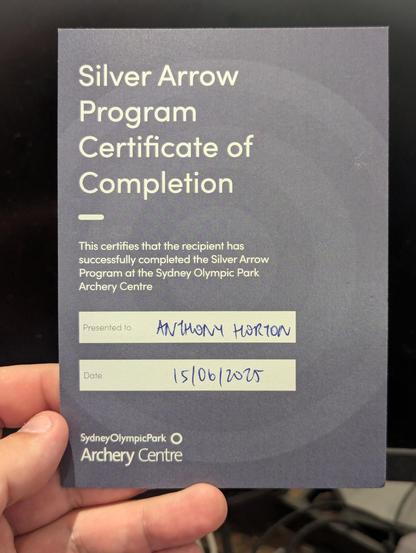 Silver Arrow
Program
Certificate of
Completion
This certifies that the recipient has
successfully completed the Silver Arrow
Program at the Sydney Olympic Park
Archery Centre
Presented to ANTHONY HORTON
Date 15/06/2025
SydneyOlympicPark
Archery Centre